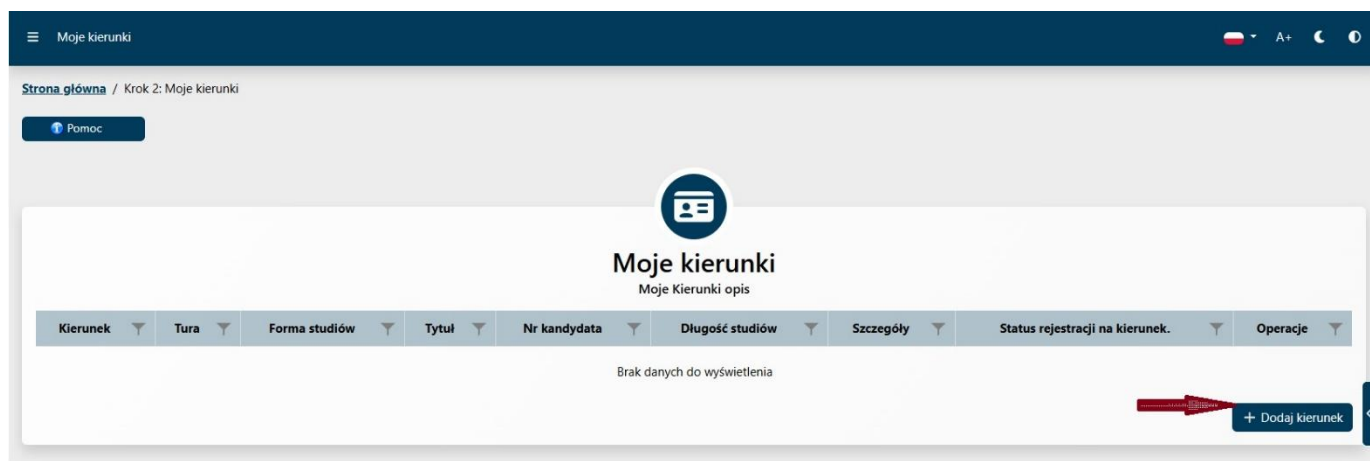 Moje kierunki A+
Strona główna / Krok 2: Moje kierunki
Pomoc
Moje kierunki
Moje Kierunki opis
Kierunek Tura Forma studiów Tytuł Nr kandydata Długość studiów Szczegóły Status rejestracji na kierunek. Operacje
Brak danych do wyświetlenia
+ Dodaj kierunek